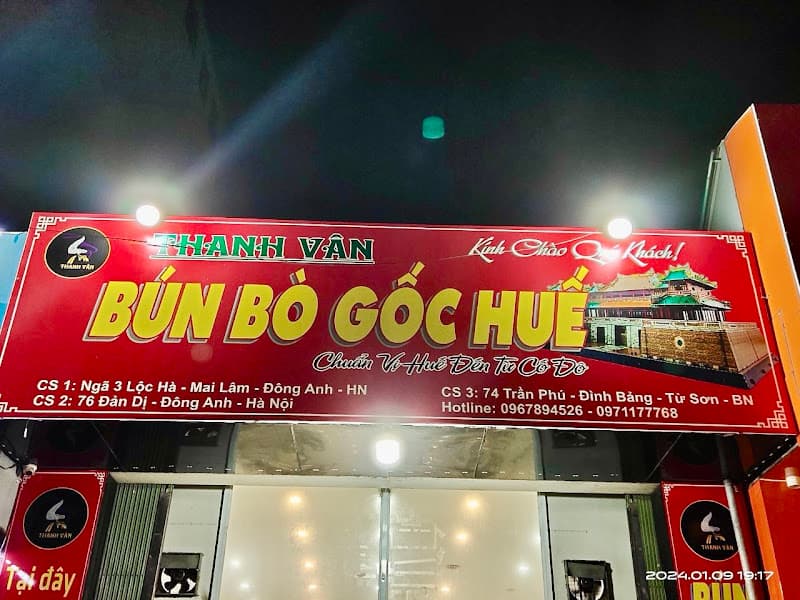 THANH VÂN
Kính Chào Quý Khách!
THANH VÂN
BÚN BÒ GỐC HUẾ
Chuẩn Vị Huế Đến Từ Cố Đô
CS 1: Ngã 3 Lộc Hà - Mai Lâm - Đông Anh - HN
CS 2: 76 Đản Dị - Đông Anh - Hà Nội
CS 3: 74 Trần Phú - Đình Bảng - Từ Sơn - BN
Hotline: 0967894526 - 0971177768
THANH VÂN
Tại đây
THANH VÂN
BÚN
2024.01.09 19:17